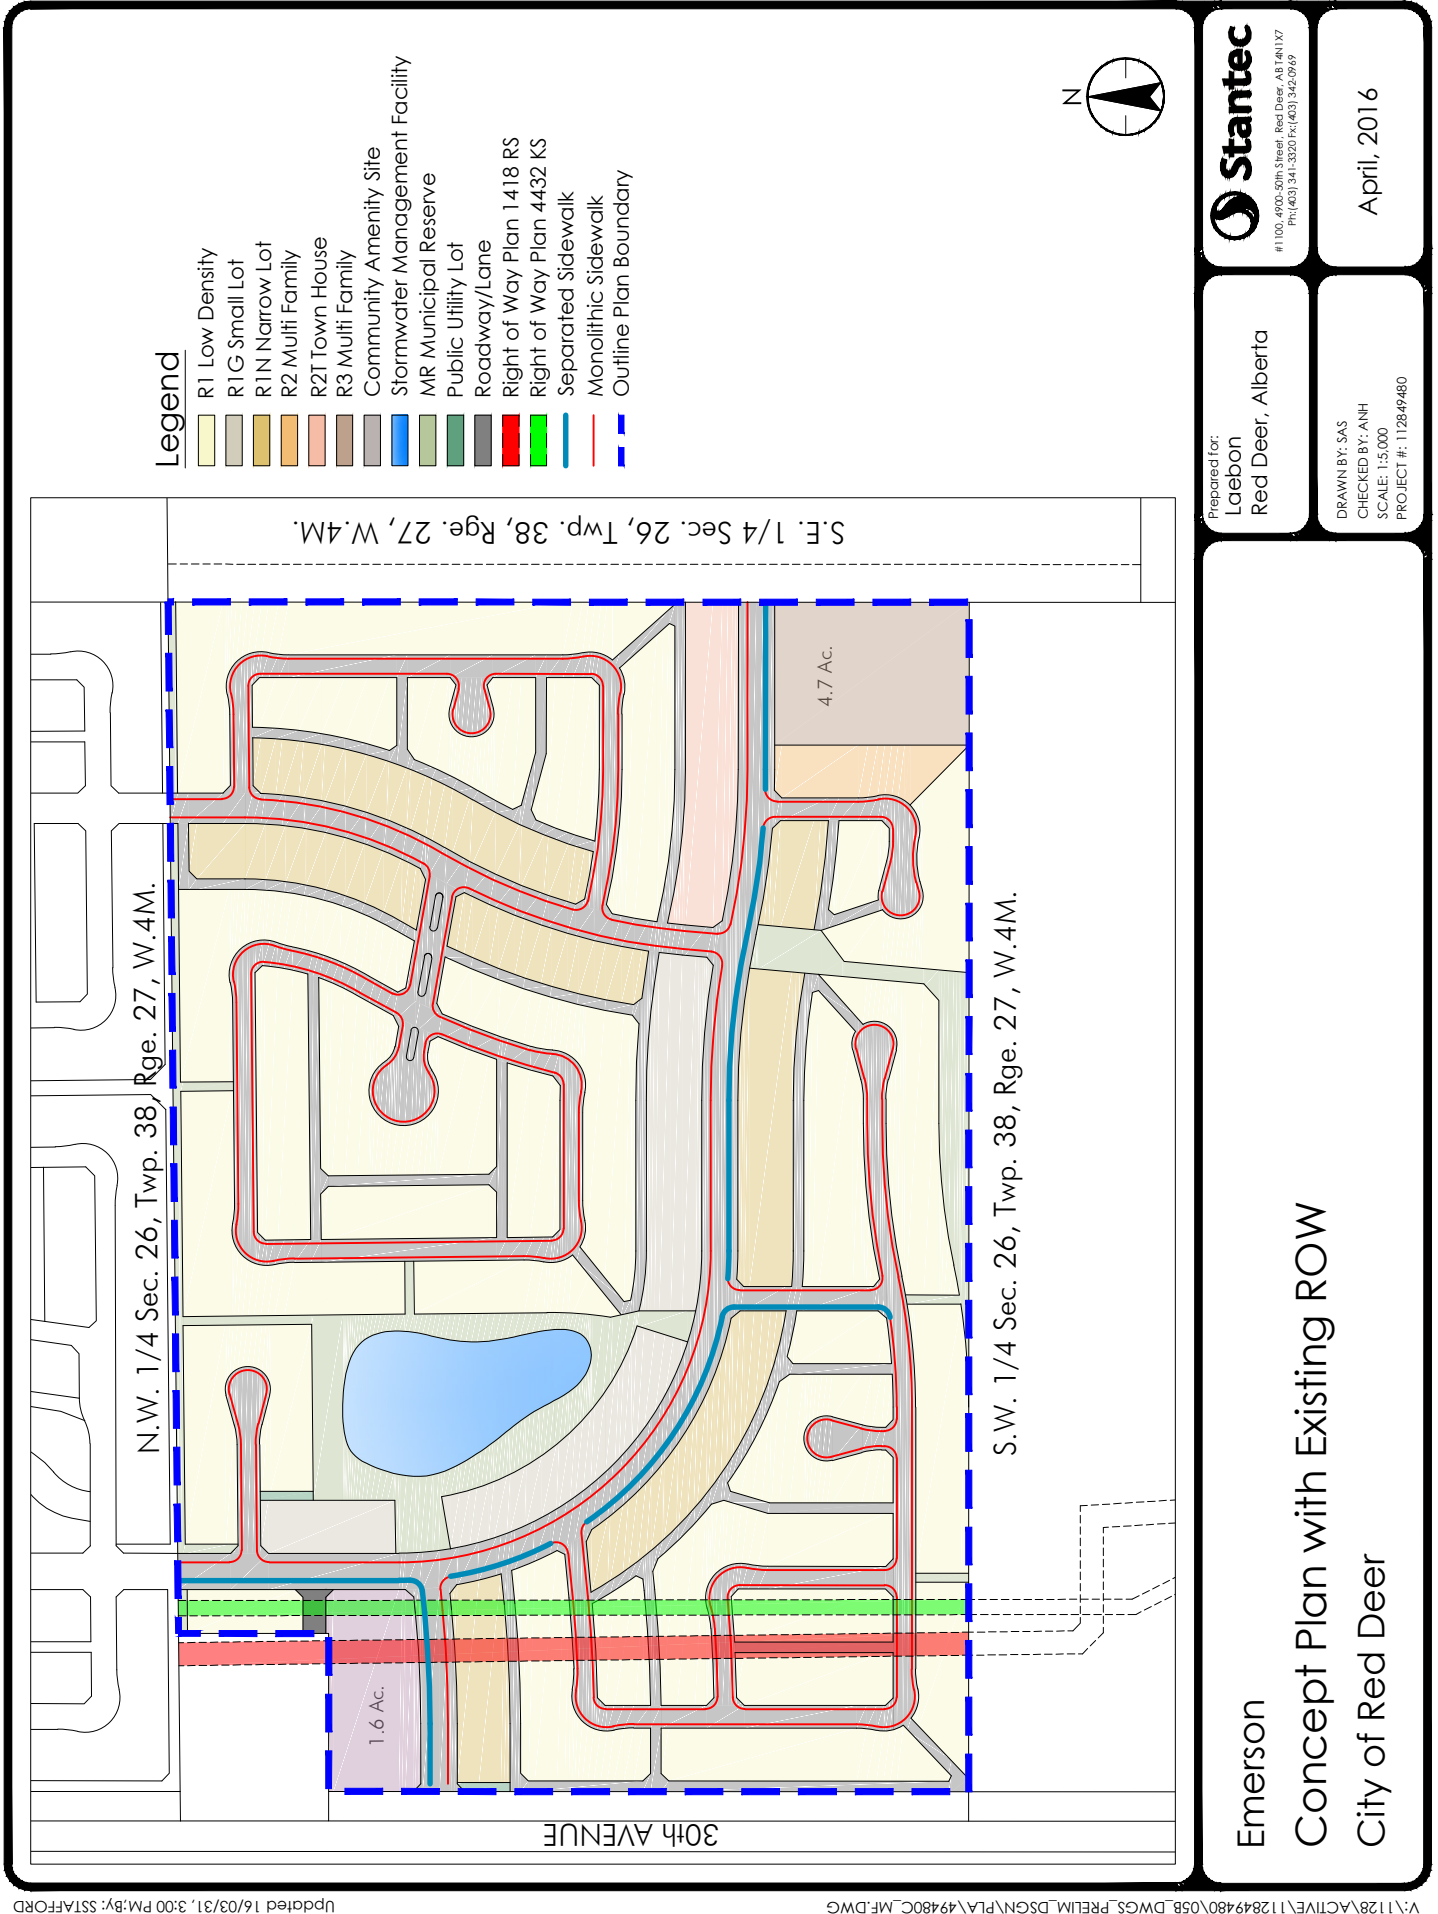 Legend
R1 Low Density
R1G Small Lot
R1N Narrow Lot
R2 Multi Family
R2T Town House
R3 Multi Family
Community Amenity Site
Stormwater Management Facility
MR Municipal Reserve
Public Utility Lot
Roadway/Lane
Right of Way Plan 1418 RS
Right of Way Plan 4432 KS
Separated Sidewalk
Monolithic Sidewalk
Outline Plan Boundary
N
N.W. 1/4 Sec. 26, Twp. 38, Rge. 27, W.4M.
S.E. 1/4 Sec. 26, Twp. 38, Rge. 27, W.4M.
S.W. 1/4 Sec. 26, Twp. 38, Rge. 27, W.4M.
30th AVENUE
1.6 Ac.
4.7 Ac.
Emerson
Concept Plan with Existing ROW
City of Red Deer
Prepared for:
Laebon
Red Deer, Alberta
DRAWN BY: SAS
CHECKED BY: ANH
SCALE: 1:5,000
PROJECT #: 112849480
Stantec
#1100, 4900-50th Street, Red Deer, AB T4N1X7
Ph:(403) 341-3320 Fx:(403) 342-0969
April, 2016
Updated 16/03/31, 3:00 PM;By: SSTAFFORD
V:\1128\ACTIVE\112849480\05B_DWGS_PRELIM_DSGN\PLA\49480C_MF.DWG